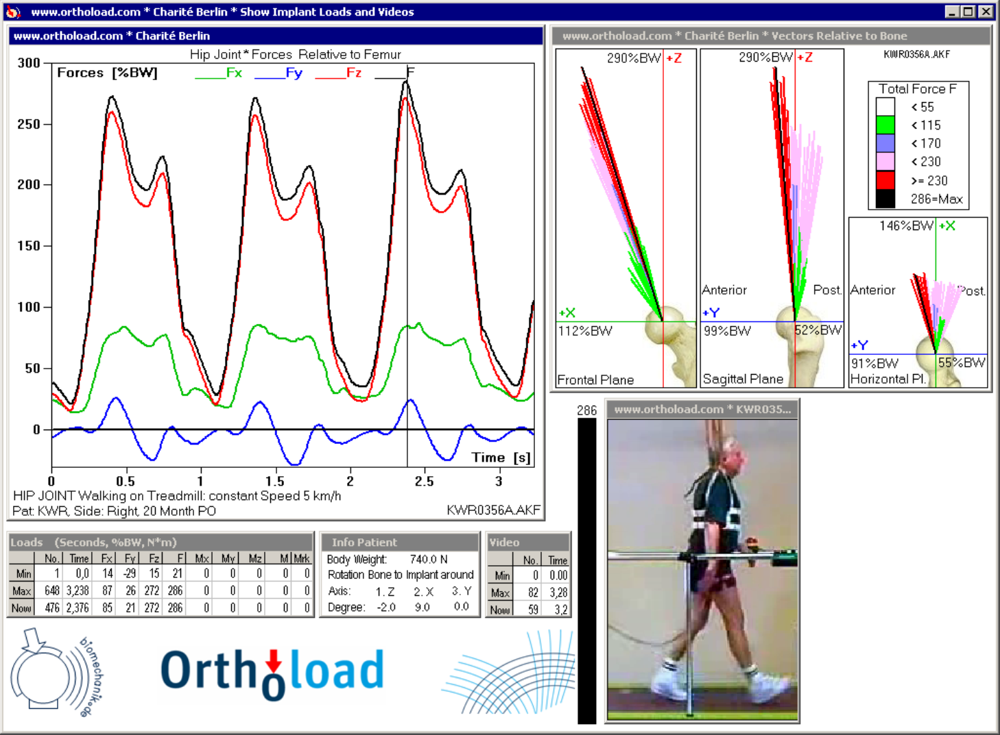 www.orthoload.com * Charité Berlin * Show Implant Loads and Videos
www.orthoload.com * Charité Berlin
Hip Joint * Forces Relative to Femur
Forces [%BW] Fx Fy Fz F
300
250
200
150
100
50
0
Time [s]
0 0.5 1 1.5 2 2.5 3
HIP JOINT Walking on Treadmill: constant Speed 5 km/h
Pat: KWR, Side: Right, 20 Month PO KWR0356A.AKF
www.orthoload.com * Charité Berlin * Vectors Relative to Bone
290%BW +Z
+X
112%BW
Frontal Plane
290%BW +Z
Anterior Post.
+Y
99%BW 52%BW
Sagittal Plane
KWR0356A.AKF
Total Force F
< 55
< 115
< 170
< 230
>= 230
286=Max
146%BW +X
Anterior Post.
+Y
91%BW 55%BW
Horizontal Pl.
Loads (Seconds, %BW, N*m)
No. Time Fx Fy Fz F Mx My Mz M Mrk
Min 1 0,0 14 -29 15 21 0 0 0 0 0
Max 648 3,238 87 26 272 286 0 0 0 0 0
Now 476 2,376 85 21 272 286 0 0 0 0 0
Info Patient
Body Weight: 740.0 N
Rotation Bone to Implant around
Axis: 1. Z 2. X 3. Y
Degree: -2.0 9.0 0.0
Video
No. Time
Min 0 0.00
Max 82 3,28
Now 59 3,2
286
www.orthoload.com * KWR035...
biomechanik.de
Orthoload